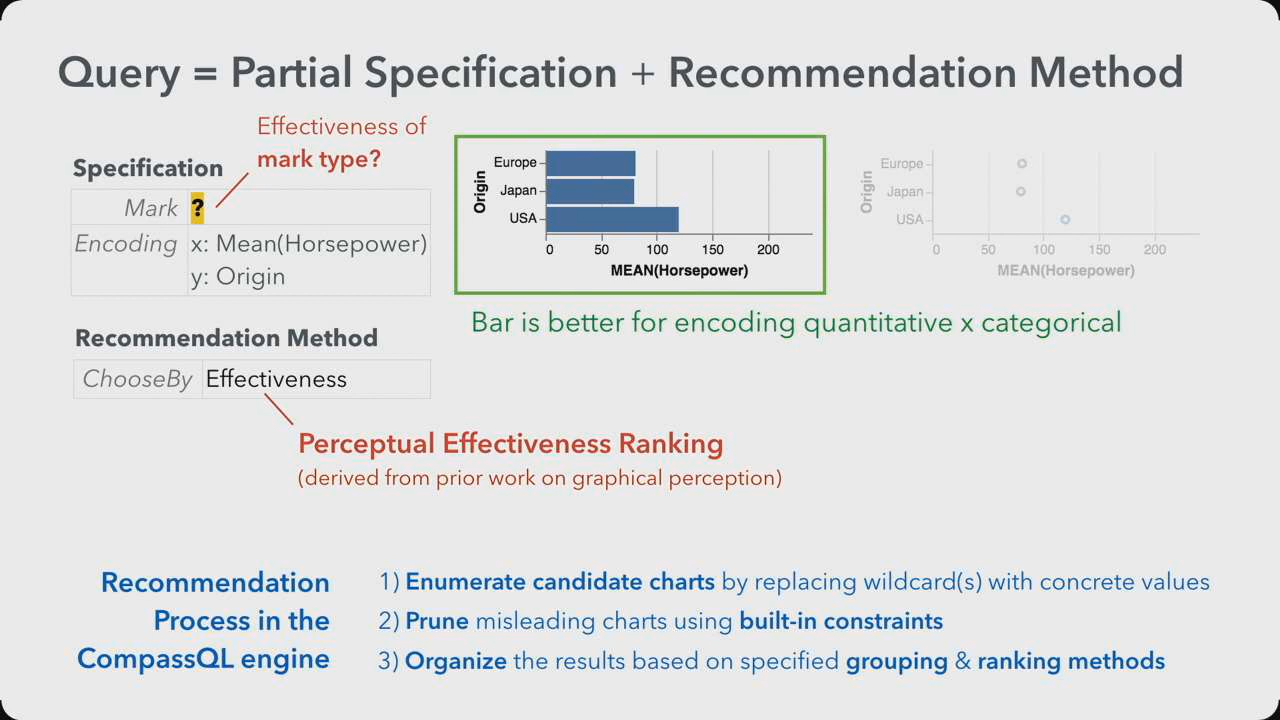 Query = Partial Specification + Recommendation Method
Effectiveness of
mark type?
Specification
Mark ?
Encoding x: Mean(Horsepower)
y: Origin
Recommendation Method
ChooseBy Effectiveness
Perceptual Effectiveness Ranking
(derived from prior work on graphical perception)
Origin
Europe
Japan
USA
0 50 100 150 200
MEAN(Horsepower)
Origin
Europe
Japan
USA
0 50 100 150 200
MEAN(Horsepower)
Bar is better for encoding quantitative x categorical
Recommendation
Process in the
CompassQL engine
1) Enumerate candidate charts by replacing wildcard(s) with concrete values
2) Prune misleading charts using built-in constraints
3) Organize the results based on specified grouping & ranking methods